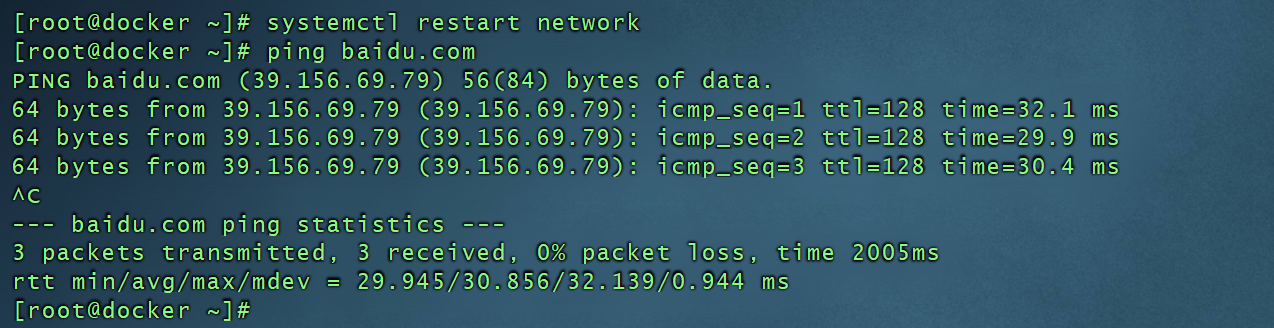 [root@docker ~]# systemctl restart network
[root@docker ~]# ping baidu.com
PING baidu.com (39.156.69.79) 56(84) bytes of data.
64 bytes from 39.156.69.79 (39.156.69.79): icmp_seq=1 ttl=128 time=32.1 ms
64 bytes from 39.156.69.79 (39.156.69.79): icmp_seq=2 ttl=128 time=29.9 ms
64 bytes from 39.156.69.79 (39.156.69.79): icmp_seq=3 ttl=128 time=30.4 ms
^C
--- baidu.com ping statistics ---
3 packets transmitted, 3 received, 0% packet loss, time 2005ms
rtt min/avg/max/mdev = 29.945/30.856/32.139/0.944 ms
[root@docker ~]#